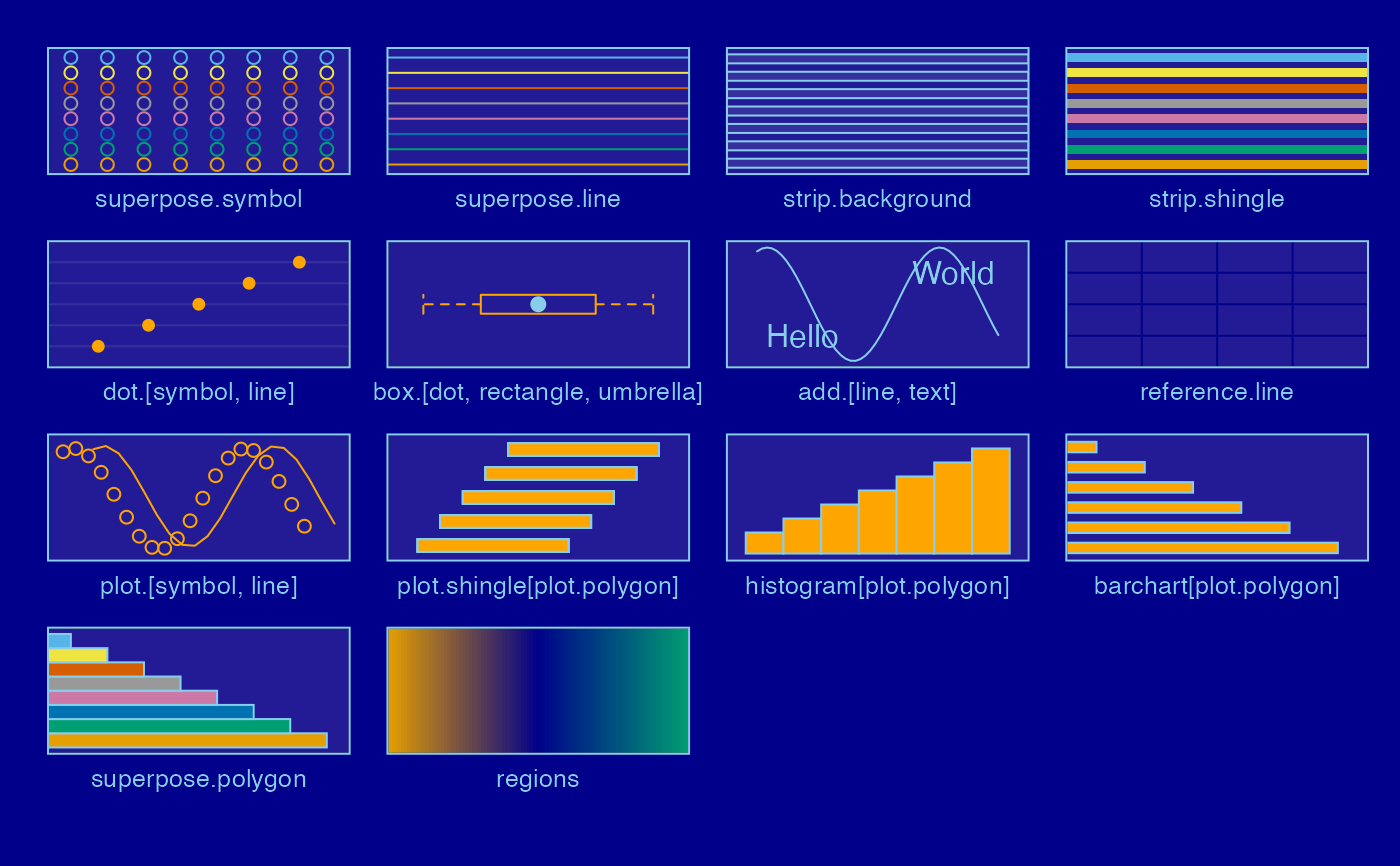 superpose.symbol
superpose.line
strip.background
strip.shingle
dot.[symbol, line]
box.[dot, rectangle, umbrella]
World
Hello
add.[line, text]
reference.line
plot.[symbol, line]
plot.shingle[plot.polygon]
histogram[plot.polygon]
barchart[plot.polygon]
superpose.polygon
regions